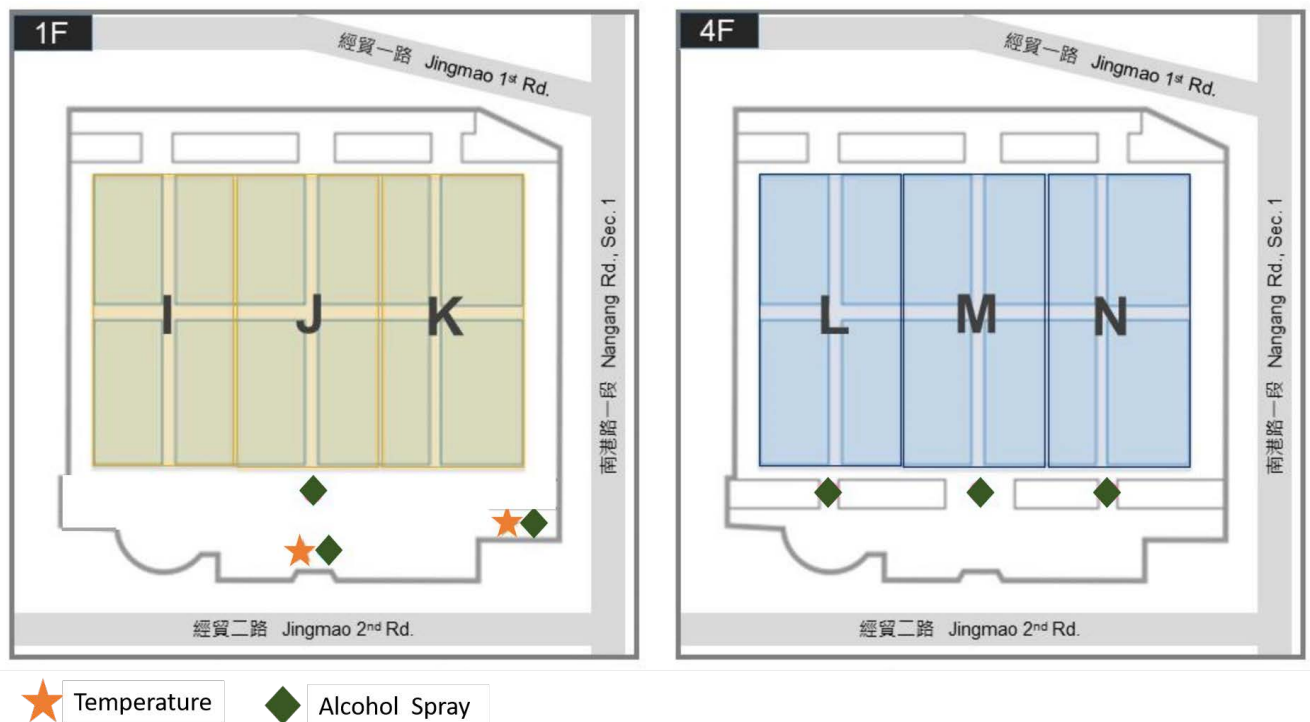 1F
經貿一路 Jingmao 1st Rd.
I
J
K
南港路一段 Nangang Rd., Sec. 1
經貿二路 Jingmao 2nd Rd.
4F
經貿一路 Jingmao 1st Rd.
L
M
N
南港路一段 Nangang Rd., Sec. 1
經貿二路 Jingmao 2nd Rd.
Temperature
Alcohol Spray